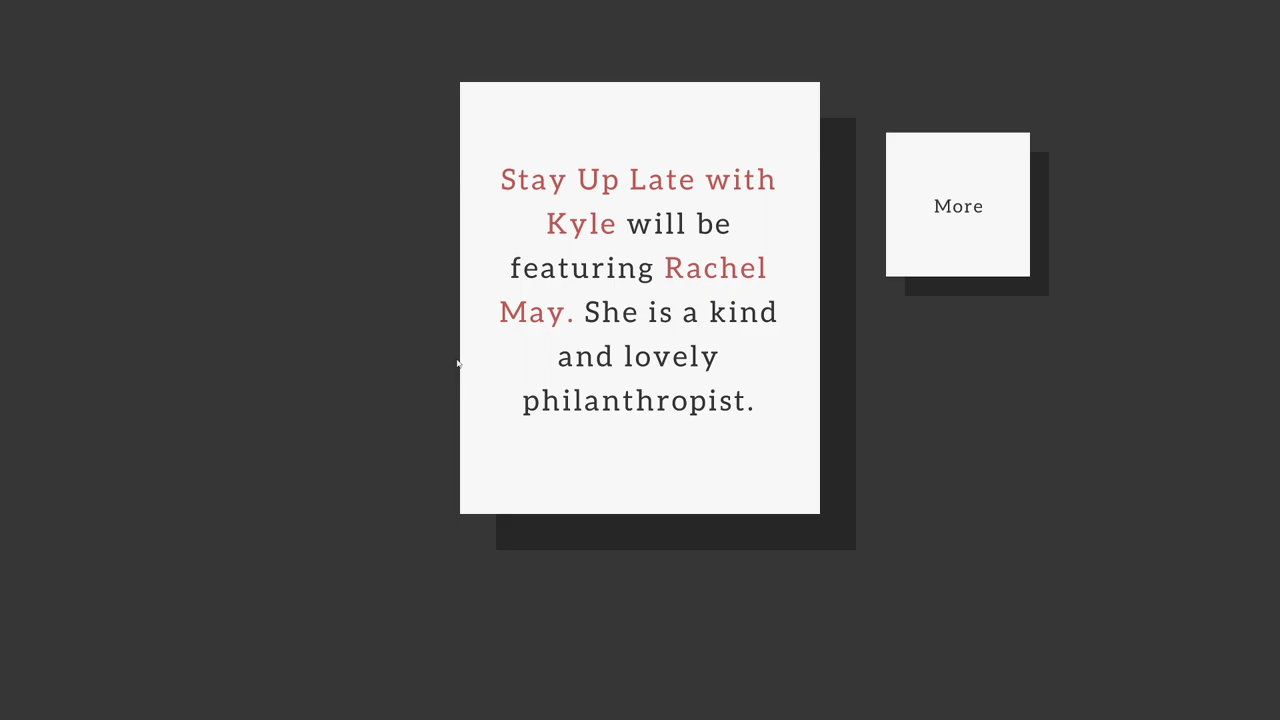 Stay Up Late with
Kyle will be
featuring Rachel
May. She is a kind
and lovely
philanthropist.
More